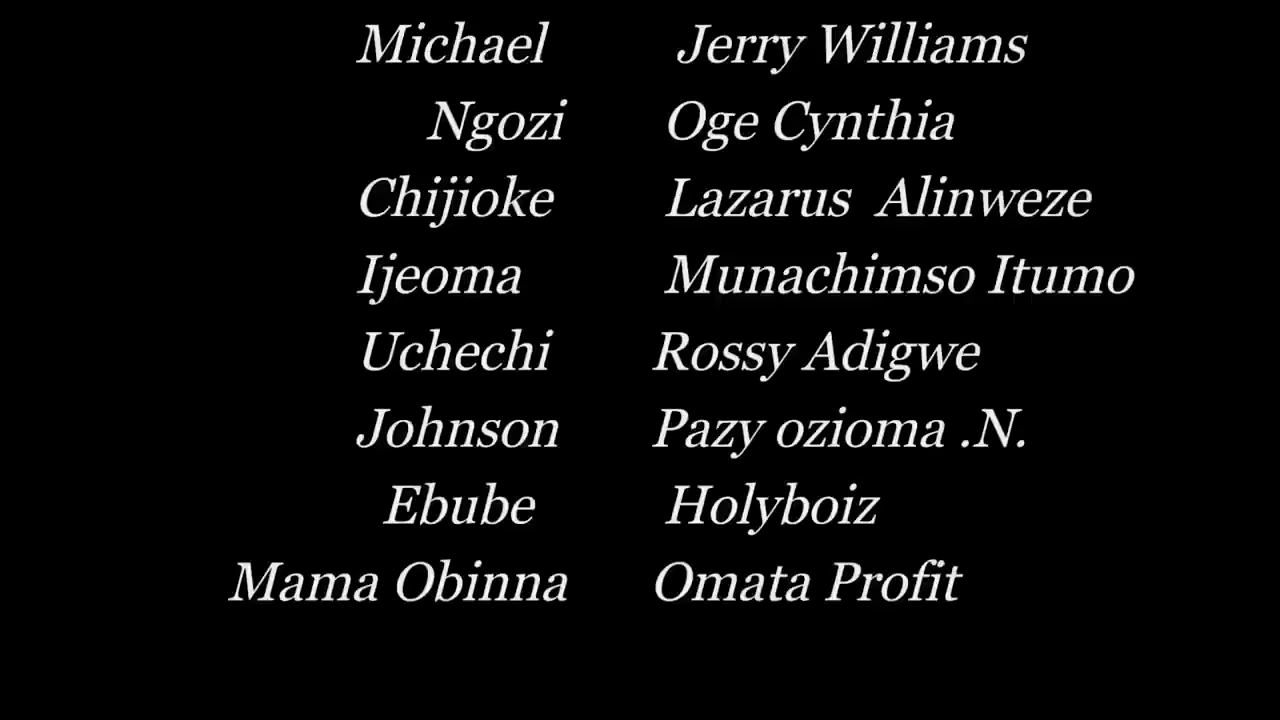 Michael Jerry Williams
Ngozi Oge Cynthia
Chijioke Lazarus Alinweze
Ijeoma Munachimso Itumo
Uchechi Rossy Adigwe
Johnson Pazy ozioma .N.
Ebube Holyboiz
Mama Obinna Omata Profit